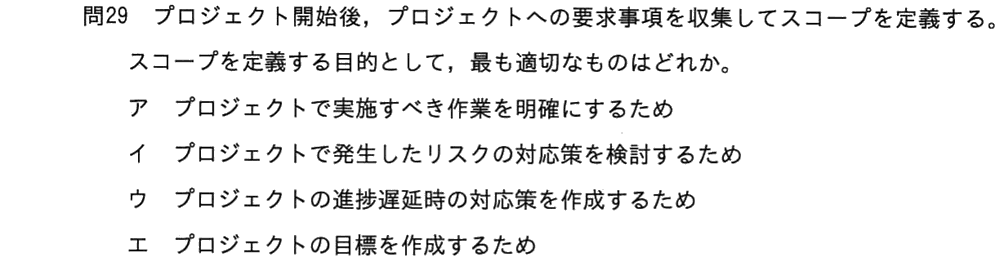 問29　プロジェクト開始後，プロジェクトへの要求事項を収集してスコープを定義する。
スコープを定義する目的として，最も適切なものはどれか。
ア　プロジェクトで実施すべき作業を明確にするため
イ　プロジェクトで発生したリスクの対応策を検討するため
ウ　プロジェクトの進捗遅延時の対応策を作成するため
エ　プロジェクトの目標を作成するため